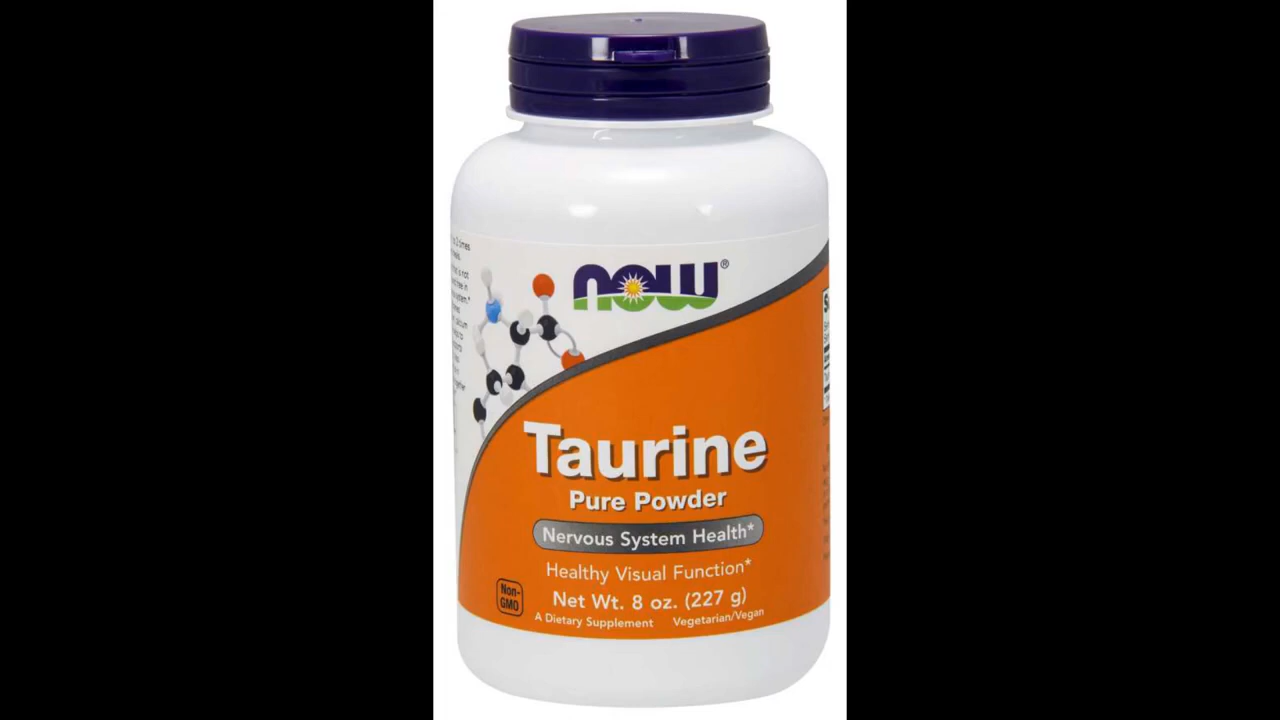 NOW®
Taurine
Pure Powder
Nervous System Health*
Healthy Visual Function*
Non-
GMO
Net Wt. 8 oz. (227 g)
A Dietary Supplement Vegetarian/Vegan